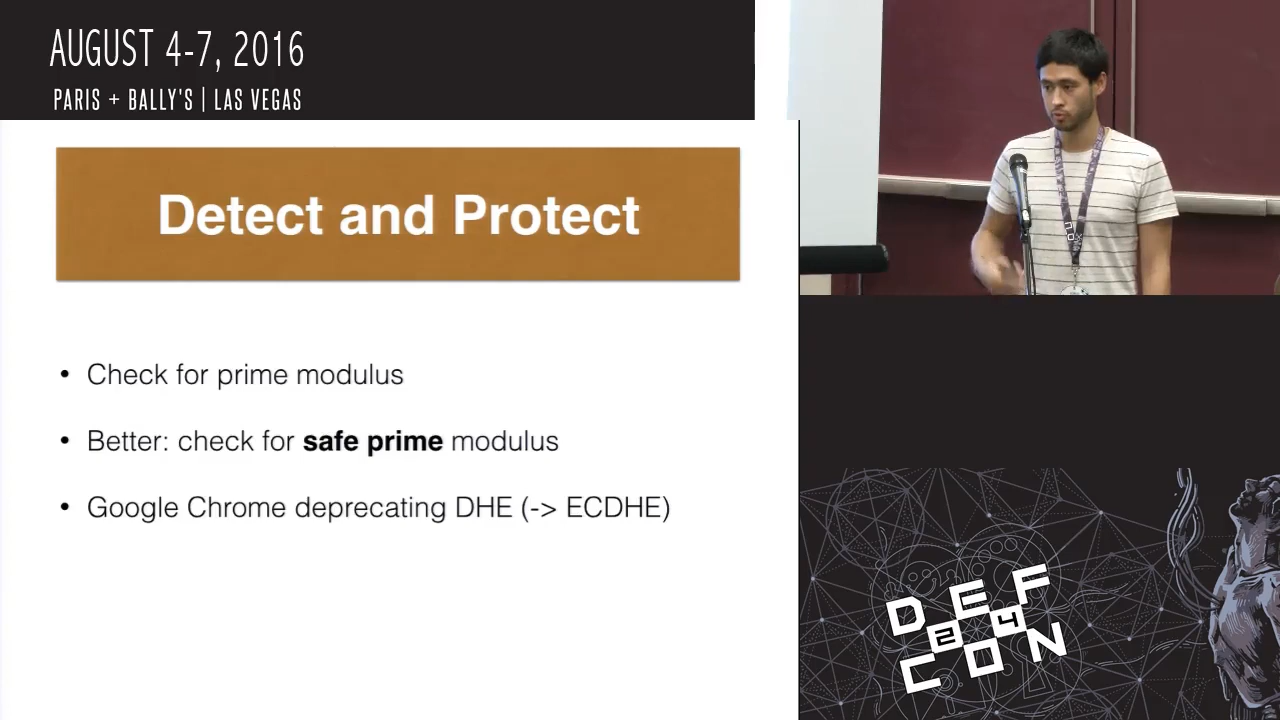 AUGUST 4-7, 2016
PARIS + BALLY'S | LAS VEGAS
Detect and Protect
• Check for prime modulus
• Better: check for safe prime modulus
• Google Chrome deprecating DHE (-> ECDHE)
DEF
24
CON